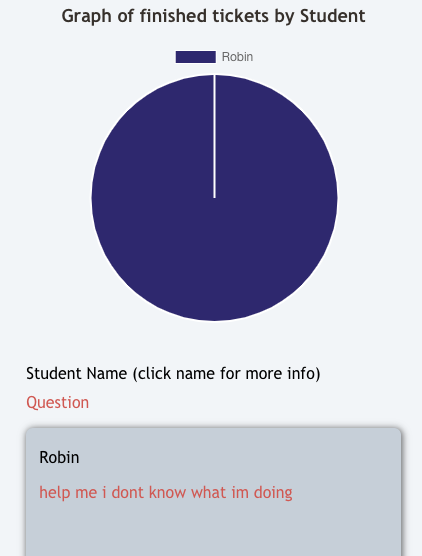 Graph of finished tickets by Student
Robin
Student Name (click name for more info)
Question
Robin
help me i dont know what im doing